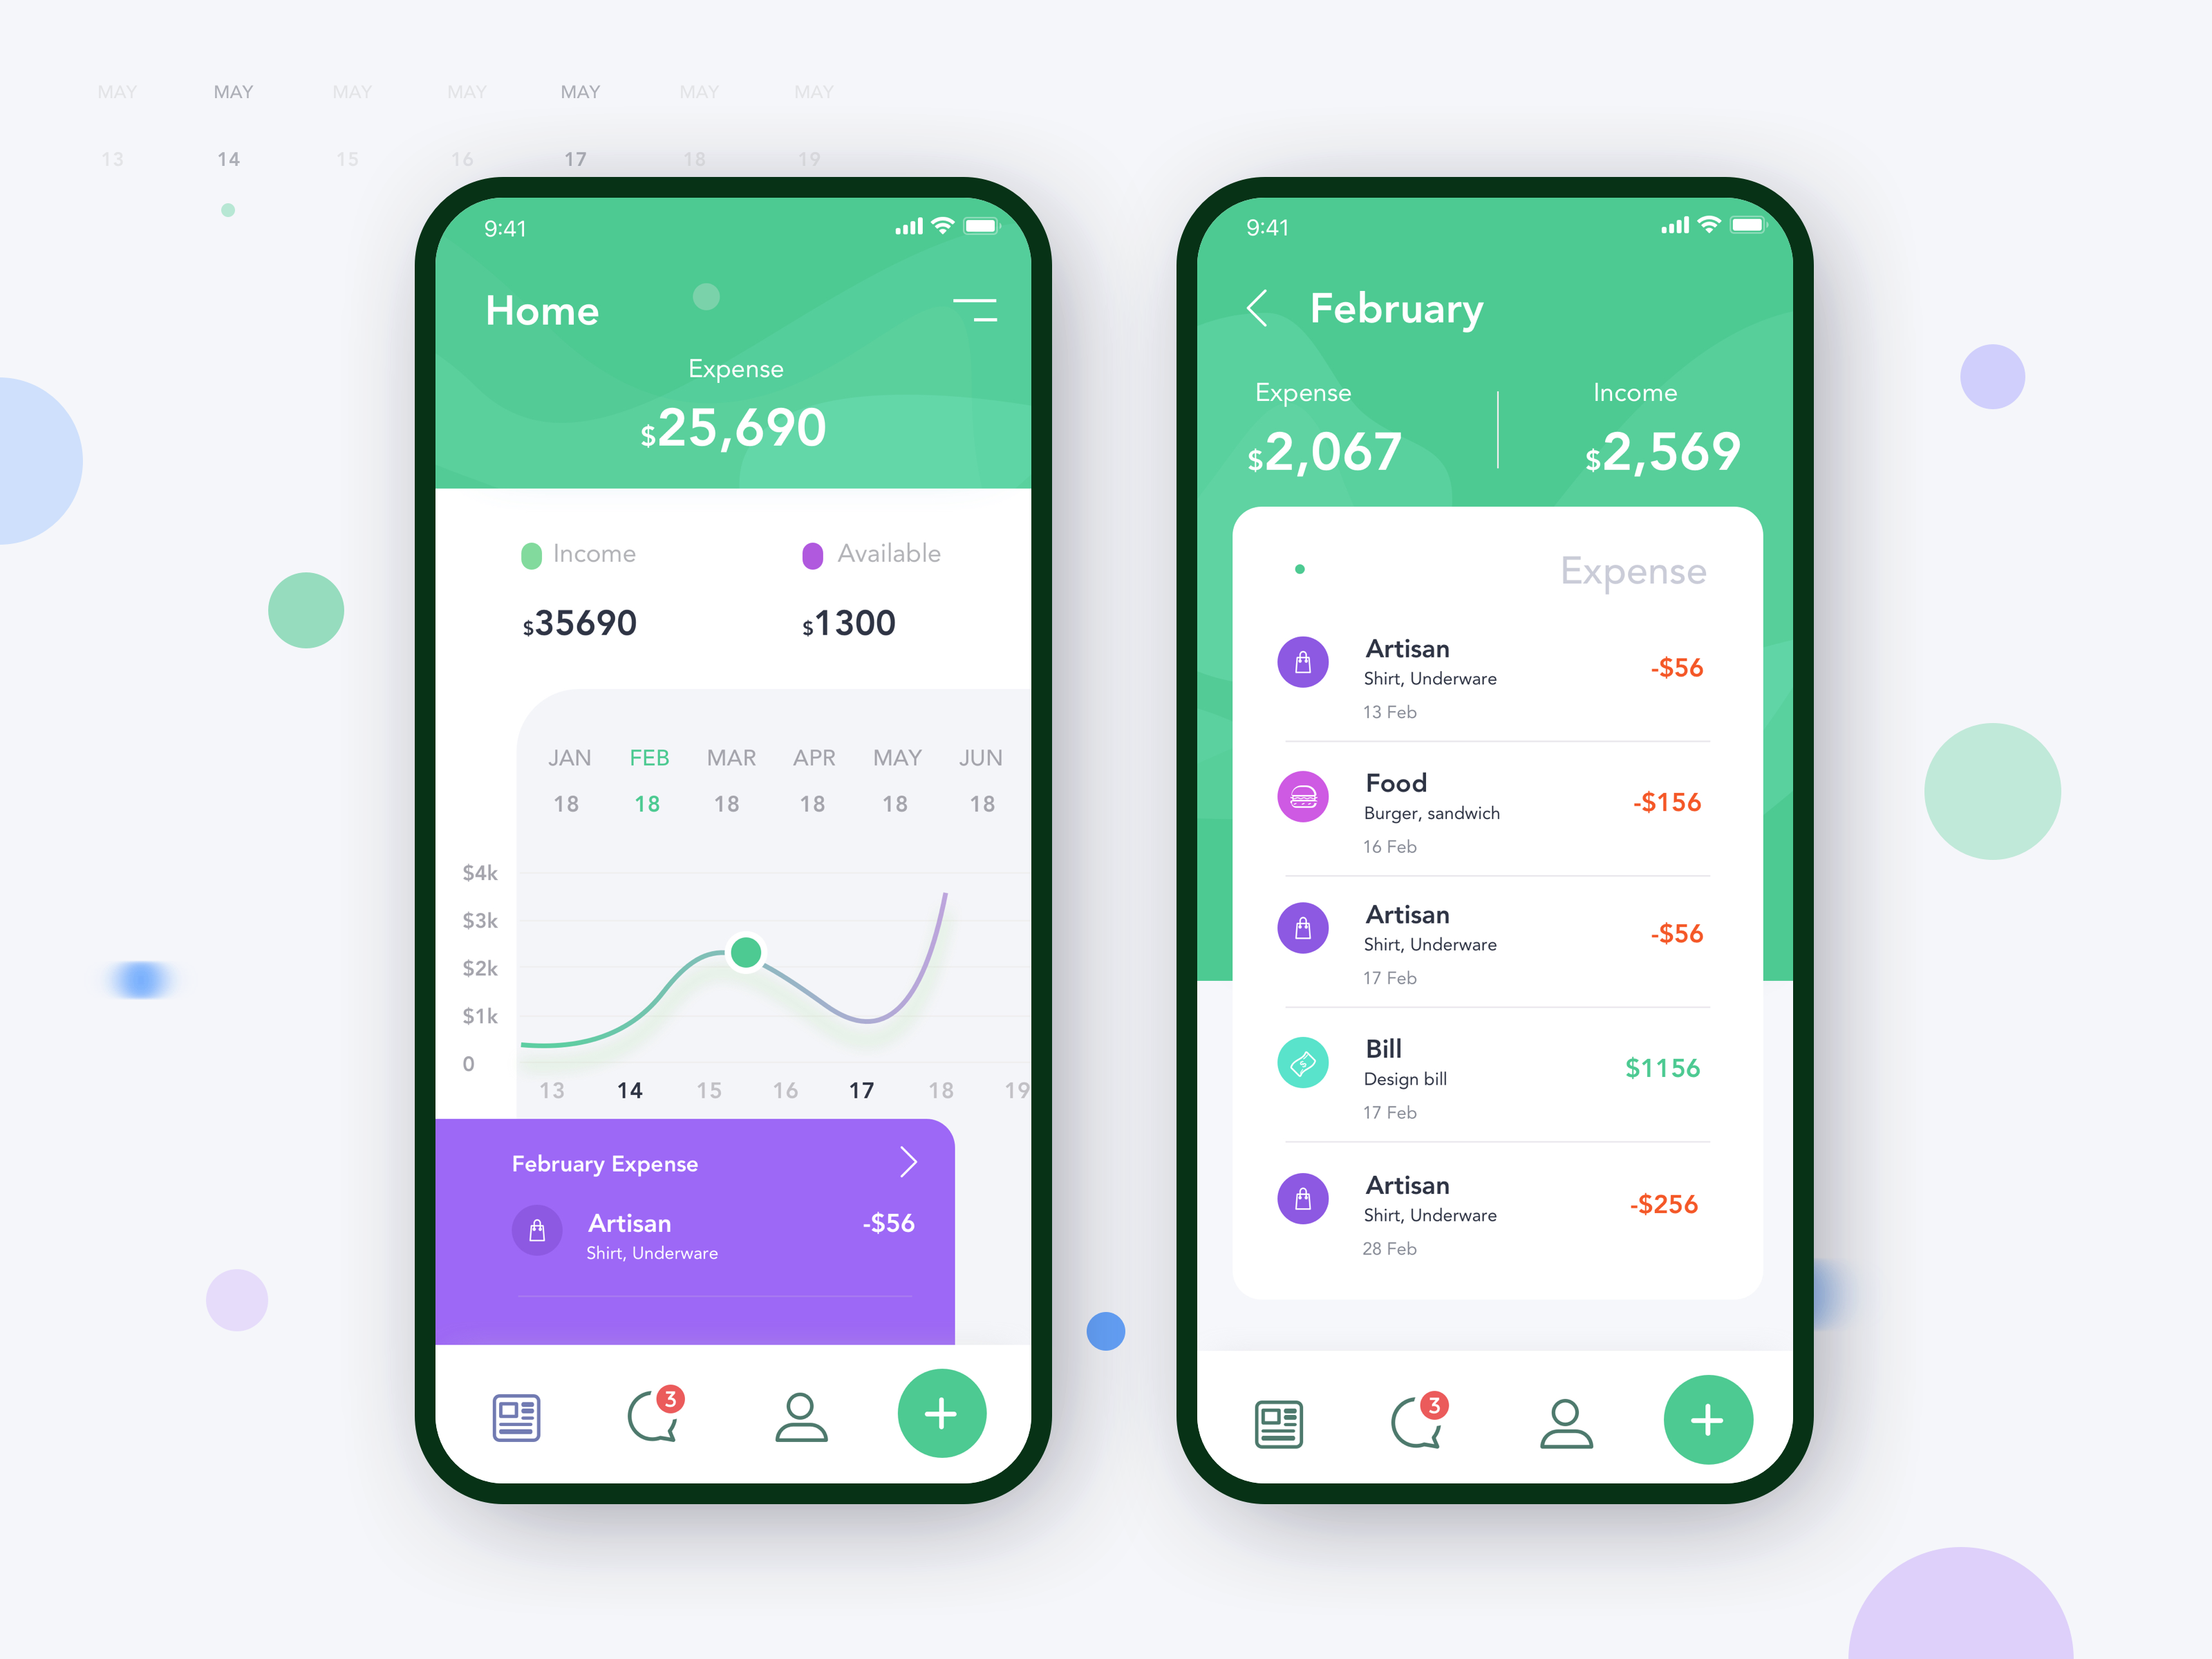 MAY MAY MAY MAY MAY MAY MAY
13 14 15 16 17 18 19
9:41
Home
Expense
$25,690
Income Available
$35690 $1300
JAN FEB MAR APR MAY JUN
18 18 18 18 18 18
$4k
$3k
$2k
$1k
0
13 14 15 16 17 18 19
February Expense
Artisan -$56
Shirt, Underware
3
9:41
February
Expense Income
$2,067 $2,569
Expense
Artisan
Shirt, Underware -$56
13 Feb
Food
Burger, sandwich -$156
16 Feb
Artisan
Shirt, Underware -$56
17 Feb
Bill
Design bill $1156
17 Feb
Artisan
Shirt, Underware -$256
28 Feb
3